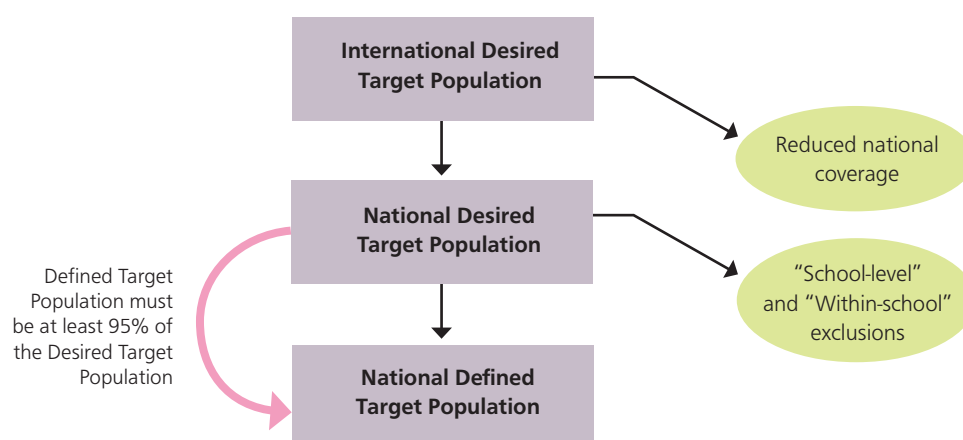 International Desired
Target Population
Reduced national
coverage
National Desired
Target Population
Defined Target
Population must
be at least 95% of
the Desired Target
Population
“School-level”
and “Within-school”
exclusions
National Defined
Target Population